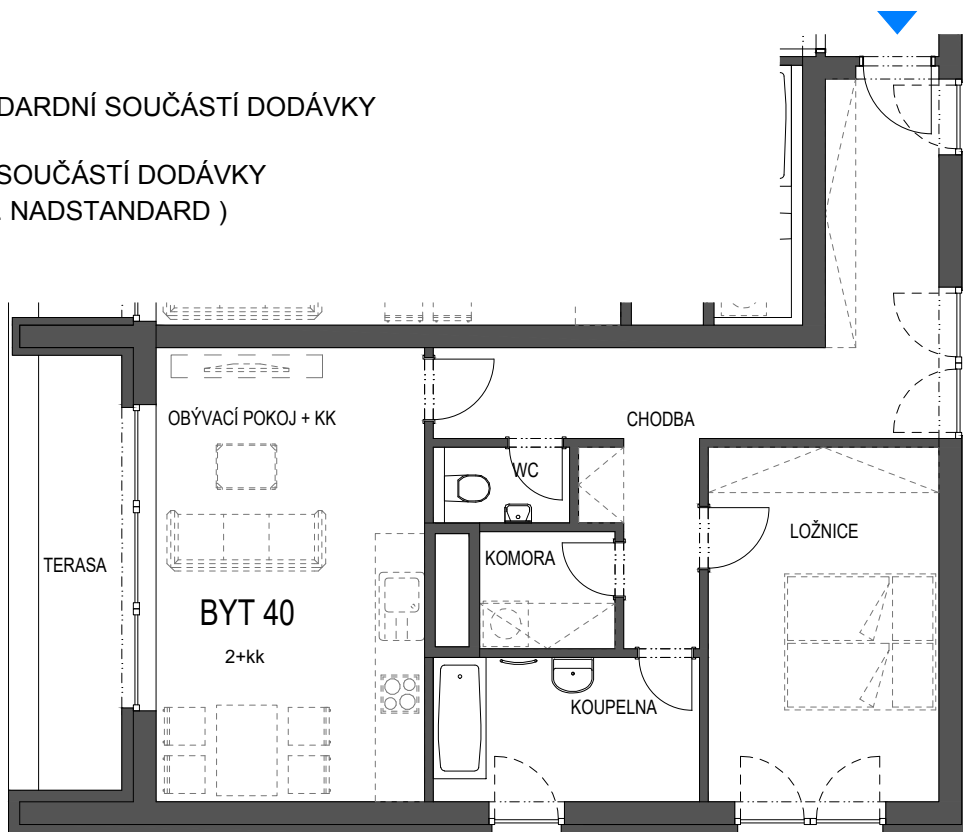 DARDNÍ SOUČÁSTÍ DODÁVKY
SOUČÁSTÍ DODÁVKY
NADSTANDARD )
OBÝVACÍ POKOJ + KK
CHODBA
WC
LOŽNICE
KOMORA
TERASA
BYT 40
2+kk
KOUPELNA